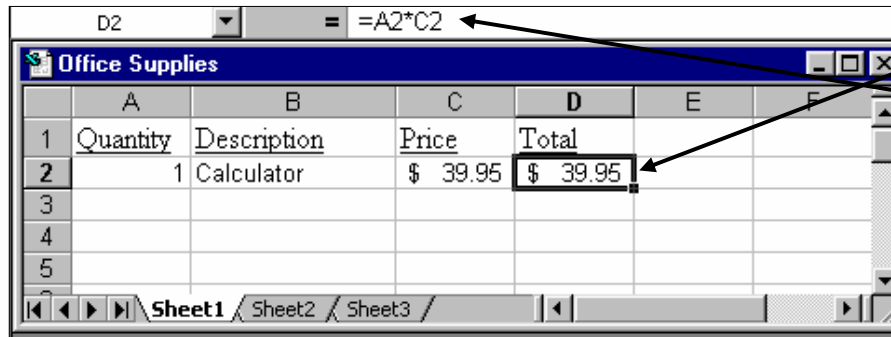 D2 = =A2*C2
Office Supplies
A B C D E F
1 Quantity Description Price Total
2 1 Calculator $ 39.95 $ 39.95
3
4
5
Sheet1 Sheet2 Sheet3